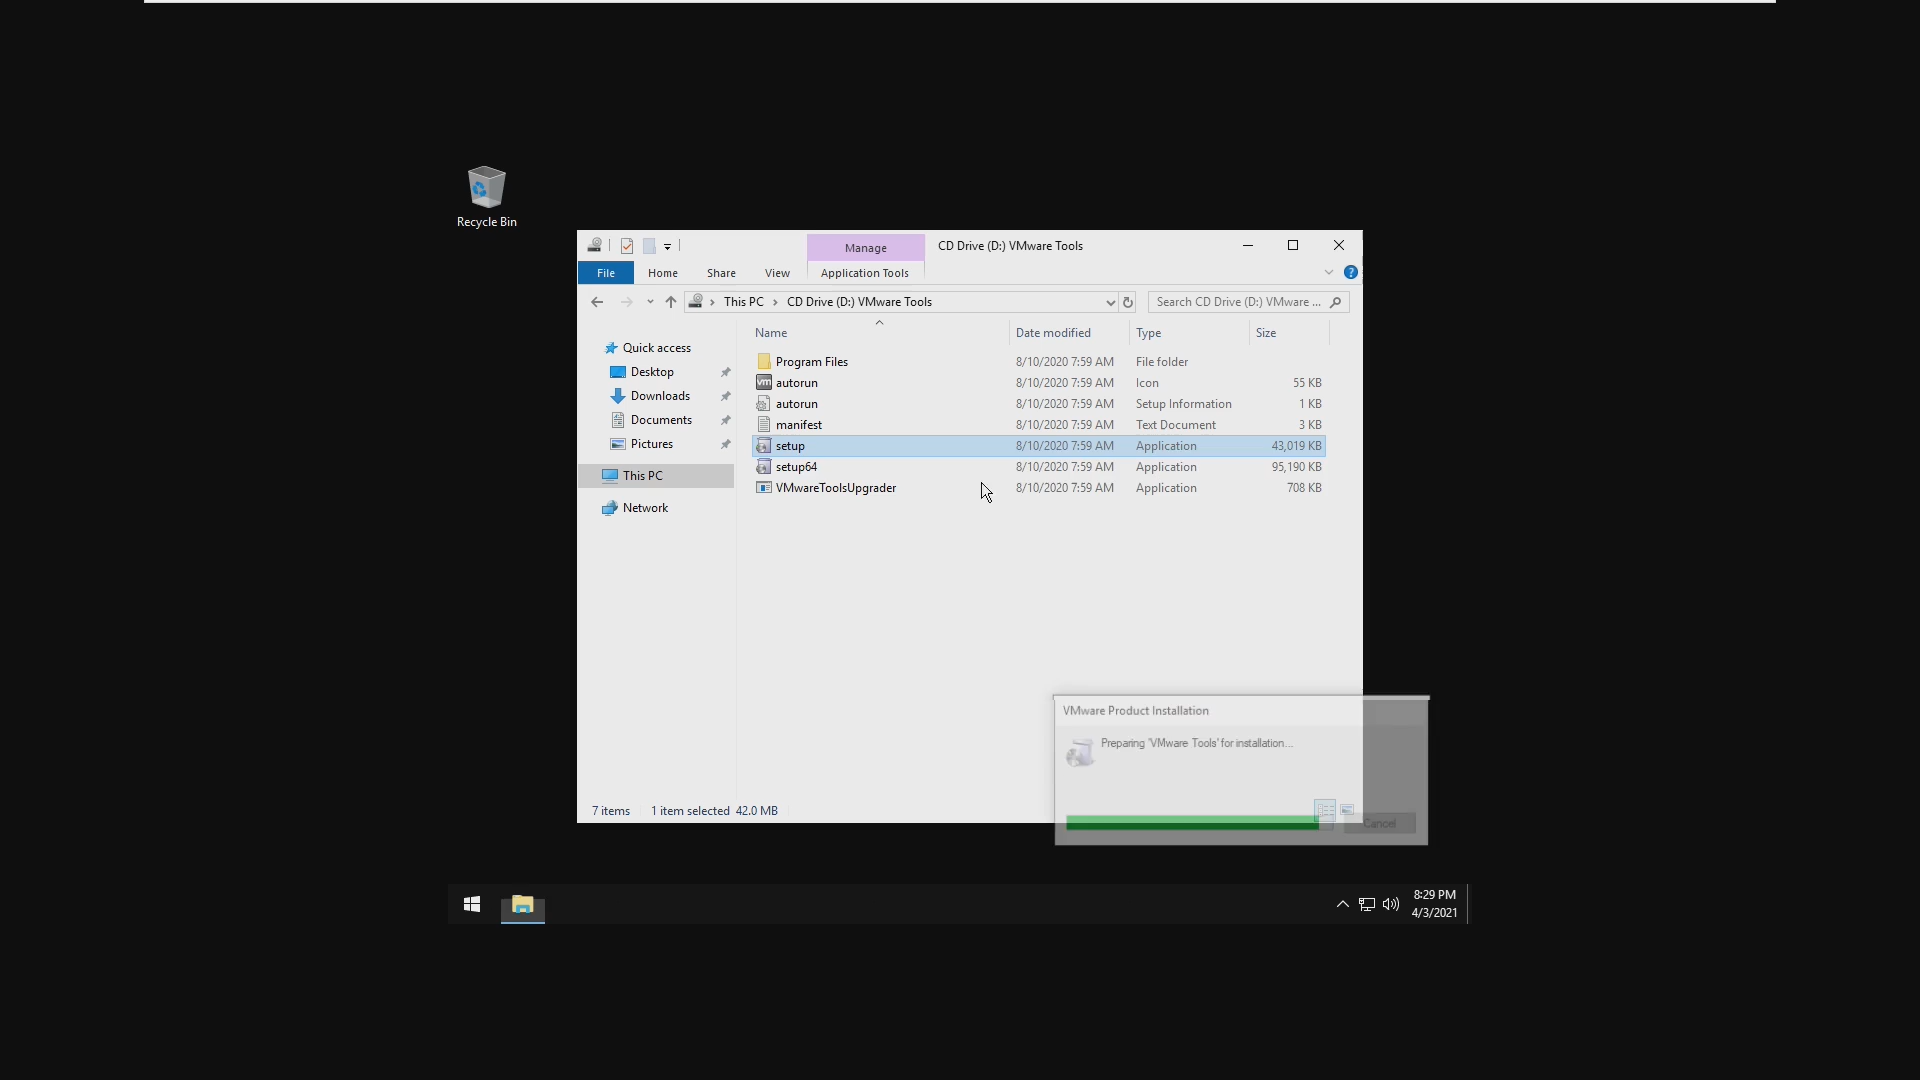 Recycle Bin
Manage
CD Drive (D:) VMware Tools
File
Home
Share
View
Application Tools
This PC
CD Drive (D:) VMware Tools
Search CD Drive (D:) VMware ...
Name
Date modified
Type
Size
Quick access
Desktop
Downloads
Documents
Pictures
This PC
Network
Program Files 8/10/2020 7:59 AM File folder
vm autorun 8/10/2020 7:59 AM Icon 55 KB
autorun 8/10/2020 7:59 AM Setup Information 1 KB
manifest 8/10/2020 7:59 AM Text Document 3 KB
setup 8/10/2020 7:59 AM Application 43,019 KB
setup64 8/10/2020 7:59 AM Application 95,190 KB
VMwareToolsUpgrader 8/10/2020 7:59 AM Application 708 KB
VMware Product Installation
Preparing 'VMware Tools' for installation...
Cancel
7 items 1 item selected 42.0 MB
8:29 PM
4/3/2021